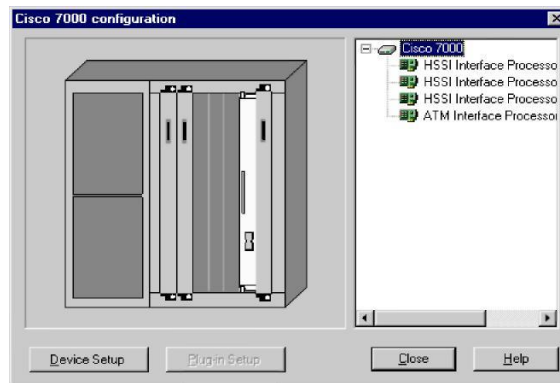 Cisco 7000 configuration
Cisco 7000
HSSI Interface Processo
HSSI Interface Processo
HSSI Interface Processo
ATM Interface Processor
Device Setup
Plug-in Setup
Close
Help